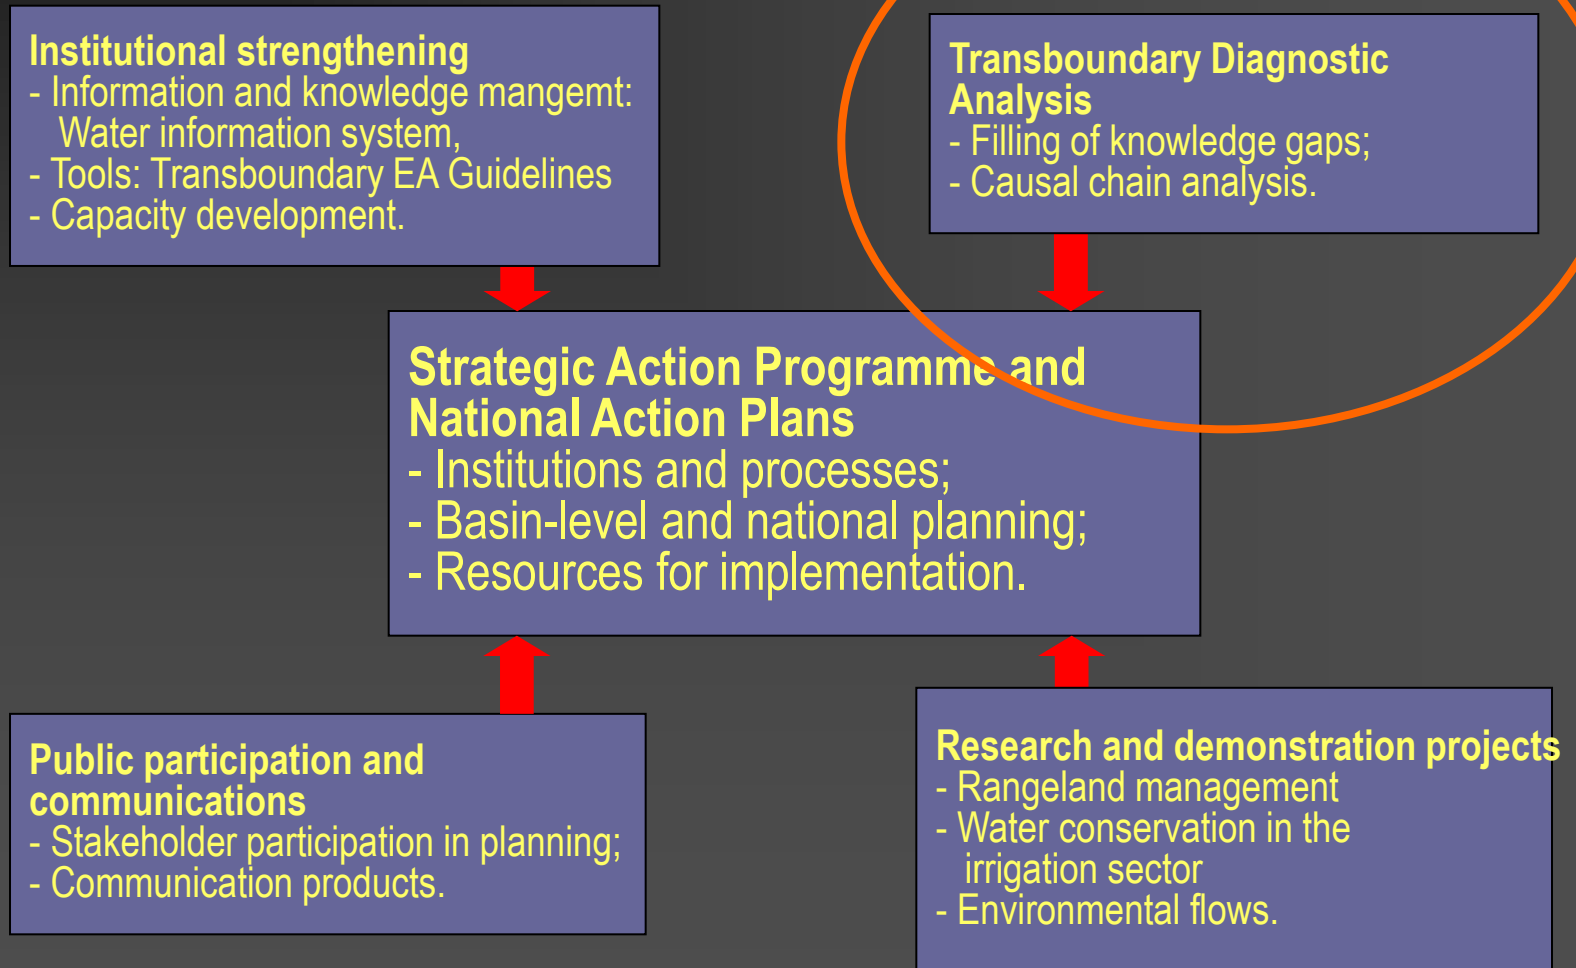 Institutional strengthening
- Information and knowledge mangemt:
Water information system,
- Tools: Transboundary EA Guidelines
- Capacity development.
Transboundary Diagnostic
Analysis
- Filling of knowledge gaps;
- Causal chain analysis.
Strategic Action Programme and
National Action Plans
- Institutions and processes;
- Basin-level and national planning;
- Resources for implementation.
Public participation and
communications
- Stakeholder participation in planning;
- Communication products.
Research and demonstration projects
- Rangeland management
- Water conservation in the
irrigation sector
- Environmental flows.